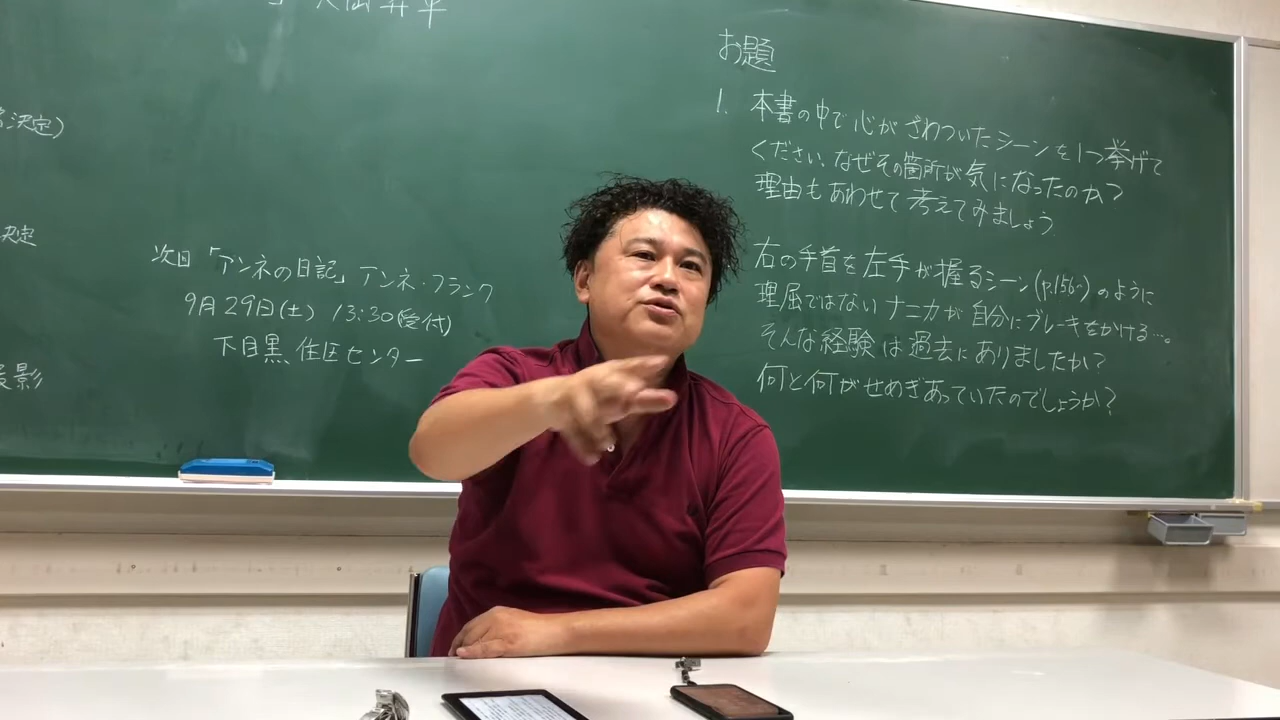 大岡昇平
決定)
決定
影
次回「アンネの日記」アンネ・フランク
9月29日(土) 13:30(受付)
下目黒住区センター
お題
1. 本書の中で心がざわついたシーンを1つ挙げて
ください。なぜその箇所が気になったのか?
理由もあわせて考えてみましょう
右の手首を左手が握るシーン(p.156~)のように
理屈ではないナニカが自分にブレーキをかける…。
そんな経験は過去にありましたか?
何と何がせめぎあっていたのでしょうか?